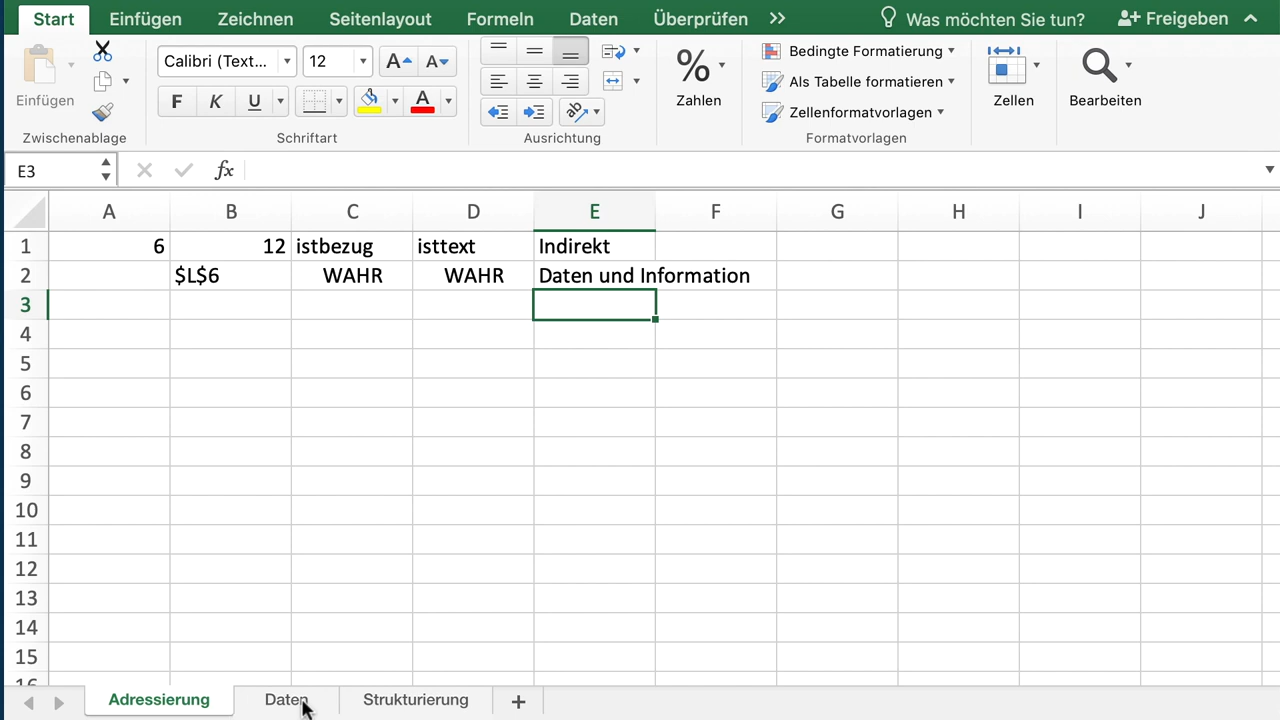 Start Einfügen Zeichnen Seitenlayout Formeln Daten Überprüfen >> Was möchten Sie tun? Freigeben
Calibri (Text... 12 A A
Einfügen
F K U A
% Zahlen
Bedingte Formatierung
Als Tabelle formatieren
Zellenformatvorlagen
Zellen Bearbeiten
Zwischenablage Schriftart Ausrichtung Formatvorlagen
E3 fx
A B C D E F G H I J
1 6 12 istbezug isttext Indirekt
2 $L$6 WAHR WAHR Daten und Information
3
4
5
6
7
8
9
10
11
12
13
14
15
16
Adressierung Daten Strukturierung +